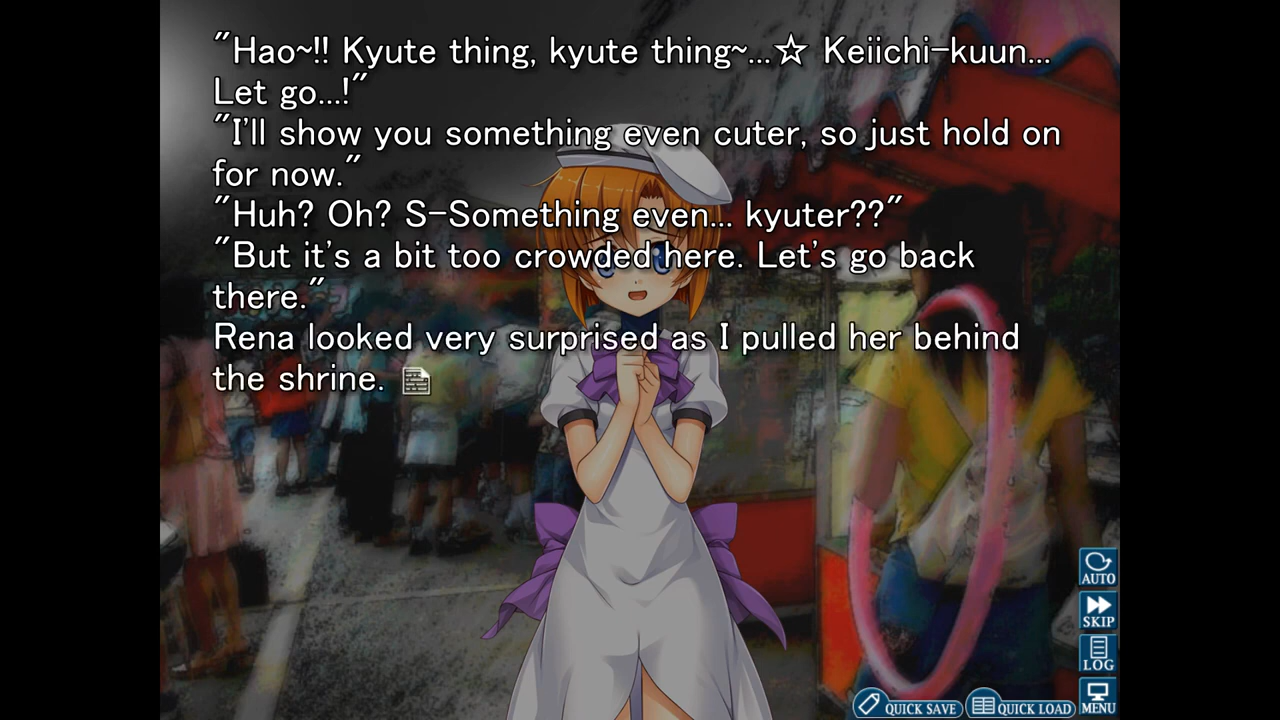 "Hao~!! Kyute thing, kyute thing~...☆ Keiichi-kuun...
Let go...!"
"I'll show you something even cuter, so just hold on
for now."
"Huh? Oh? S-Something even... kyuter??"
"But it's a bit too crowded here. Let's go back
there."
Rena looked very surprised as I pulled her behind
the shrine.
AUTO
SKIP
LOG
MENU
QUICK SAVE
QUICK LOAD